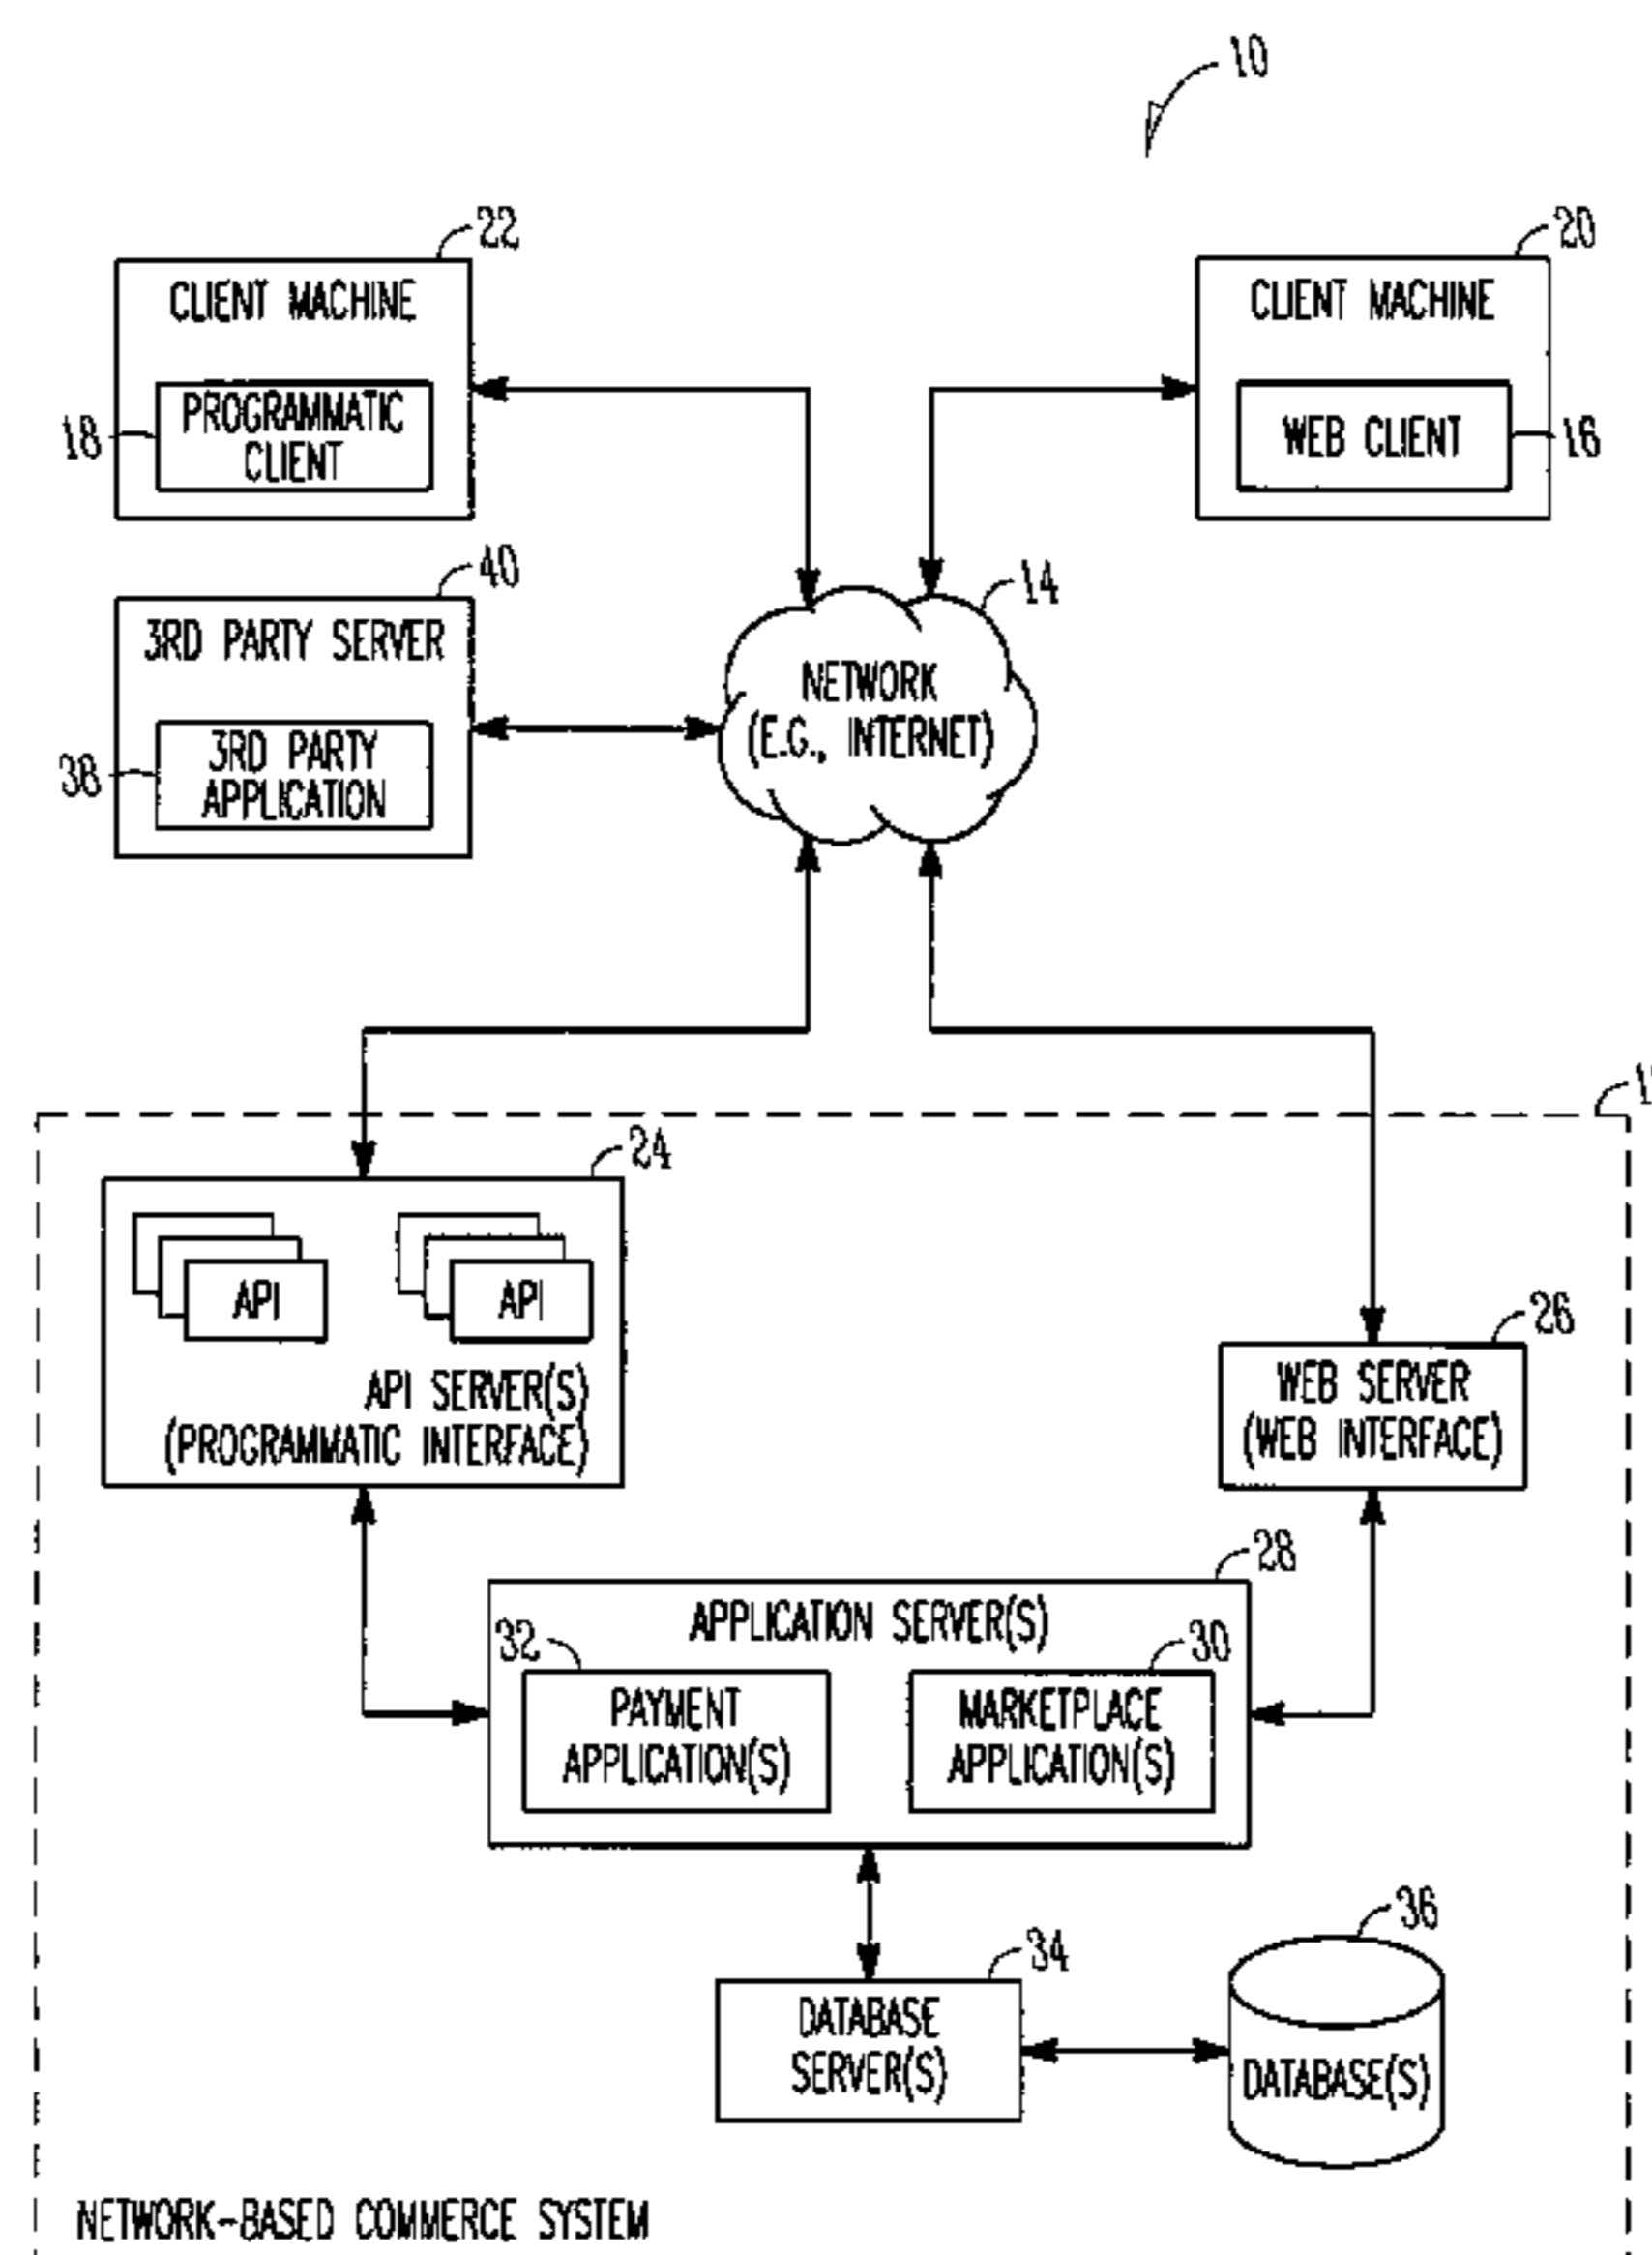 10
22
20
CLIENT MACHINE
CLIENT MACHINE
18
PROGRAMMATIC
CLIENT
WEB CLIENT
16
40
14
3RD PARTY SERVER
NETWORK
(E.G., INTERNET)
38
3RD PARTY
APPLICATION
24
API
API
API SERVER(S)
(PROGRAMMATIC INTERFACE)
26
WEB SERVER
(WEB INTERFACE)
28
APPLICATION SERVER(S)
32
30
PAYMENT
APPLICATION(S)
MARKETPLACE
APPLICATION(S)
34
36
DATABASE
SERVER(S)
DATABASE(S)
NETWORK-BASED COMMERCE SYSTEM